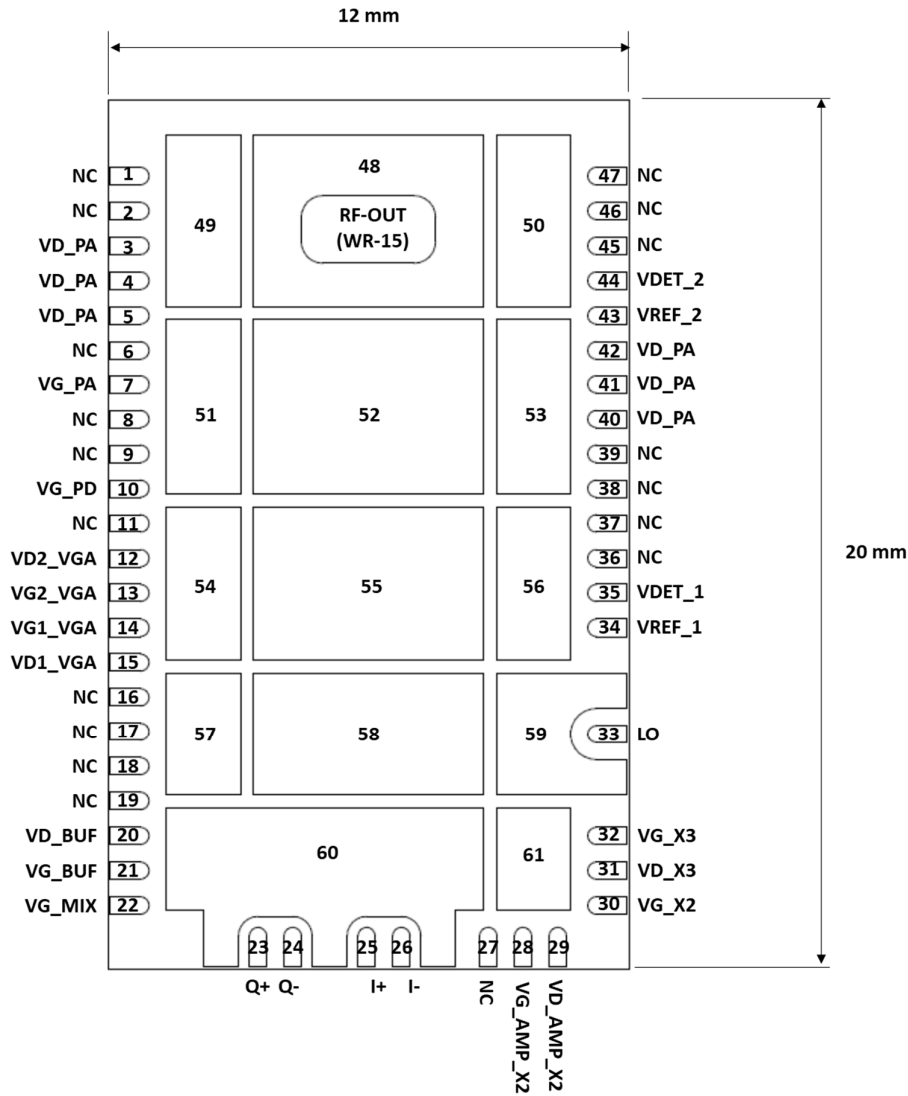 12 mm
48
NC 1 47 NC
RF-OUT
NC 2 46 NC
49 50
(WR-15)
VD_PA 3 45 NC
VD_PA 4 44 VDET_2
VD_PA 5 43 VREF_2
NC 6 42 VD_PA
VG_PA 7 41 VD_PA
51 52 53
NC 8 40 VD_PA
NC 9 39 NC
VG_PD 10 38 NC
NC 11 37 NC
20 mm
VD2_VGA 12 36 NC
54 55 56
VG2_VGA 13 35 VDET_1
VG1_VGA 14 34 VREF_1
VD1_VGA 15
NC 16
NC 17 57 58 59 33 LO
NC 18
NC 19
VD_BUF 20 32 VG_X3
60 61
VG_BUF 21 31 VD_X3
VG_MIX 22 30 VG_X2
23 24 25 26 27 28 29
Q+ Q- I+ I- NC VG_AMP_X2 VD_AMP_X2